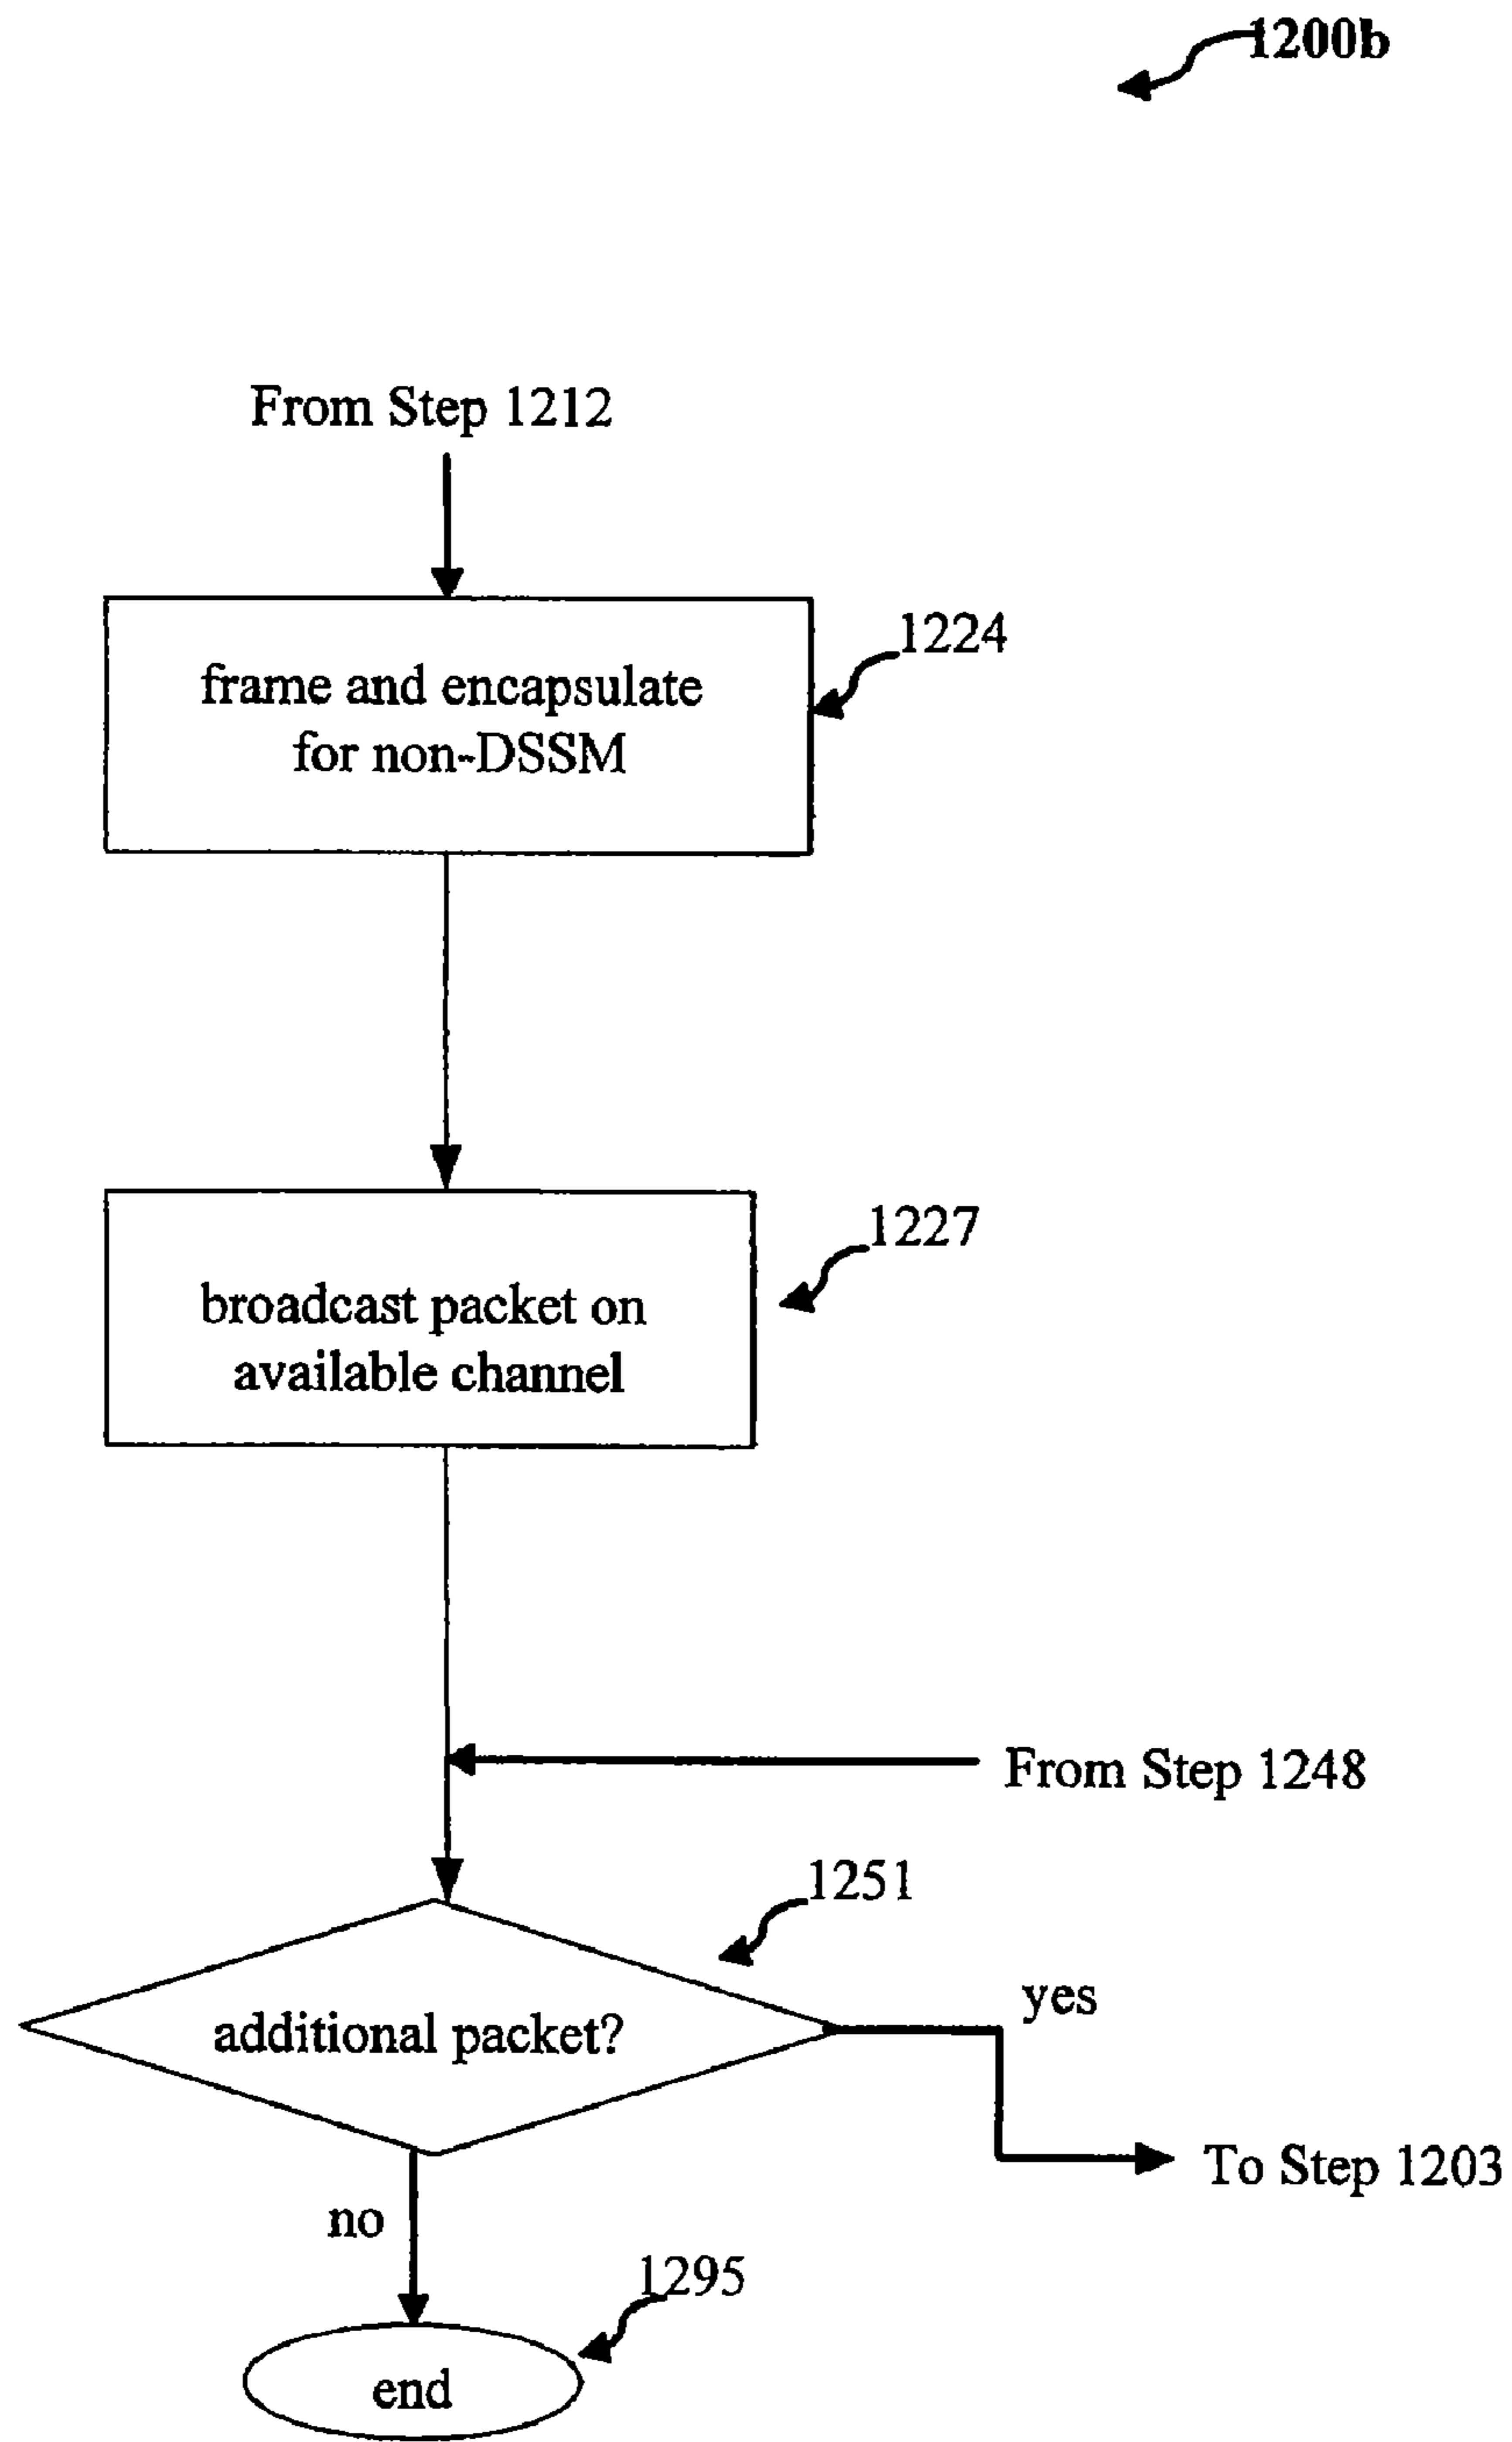 1200b
From Step 1212
1224
frame and encapsulate
for non-DSSM
1227
broadcast packet on
available channel
From Step 1248
1251
yes
additional packet?
To Step 1203
no
1295
end